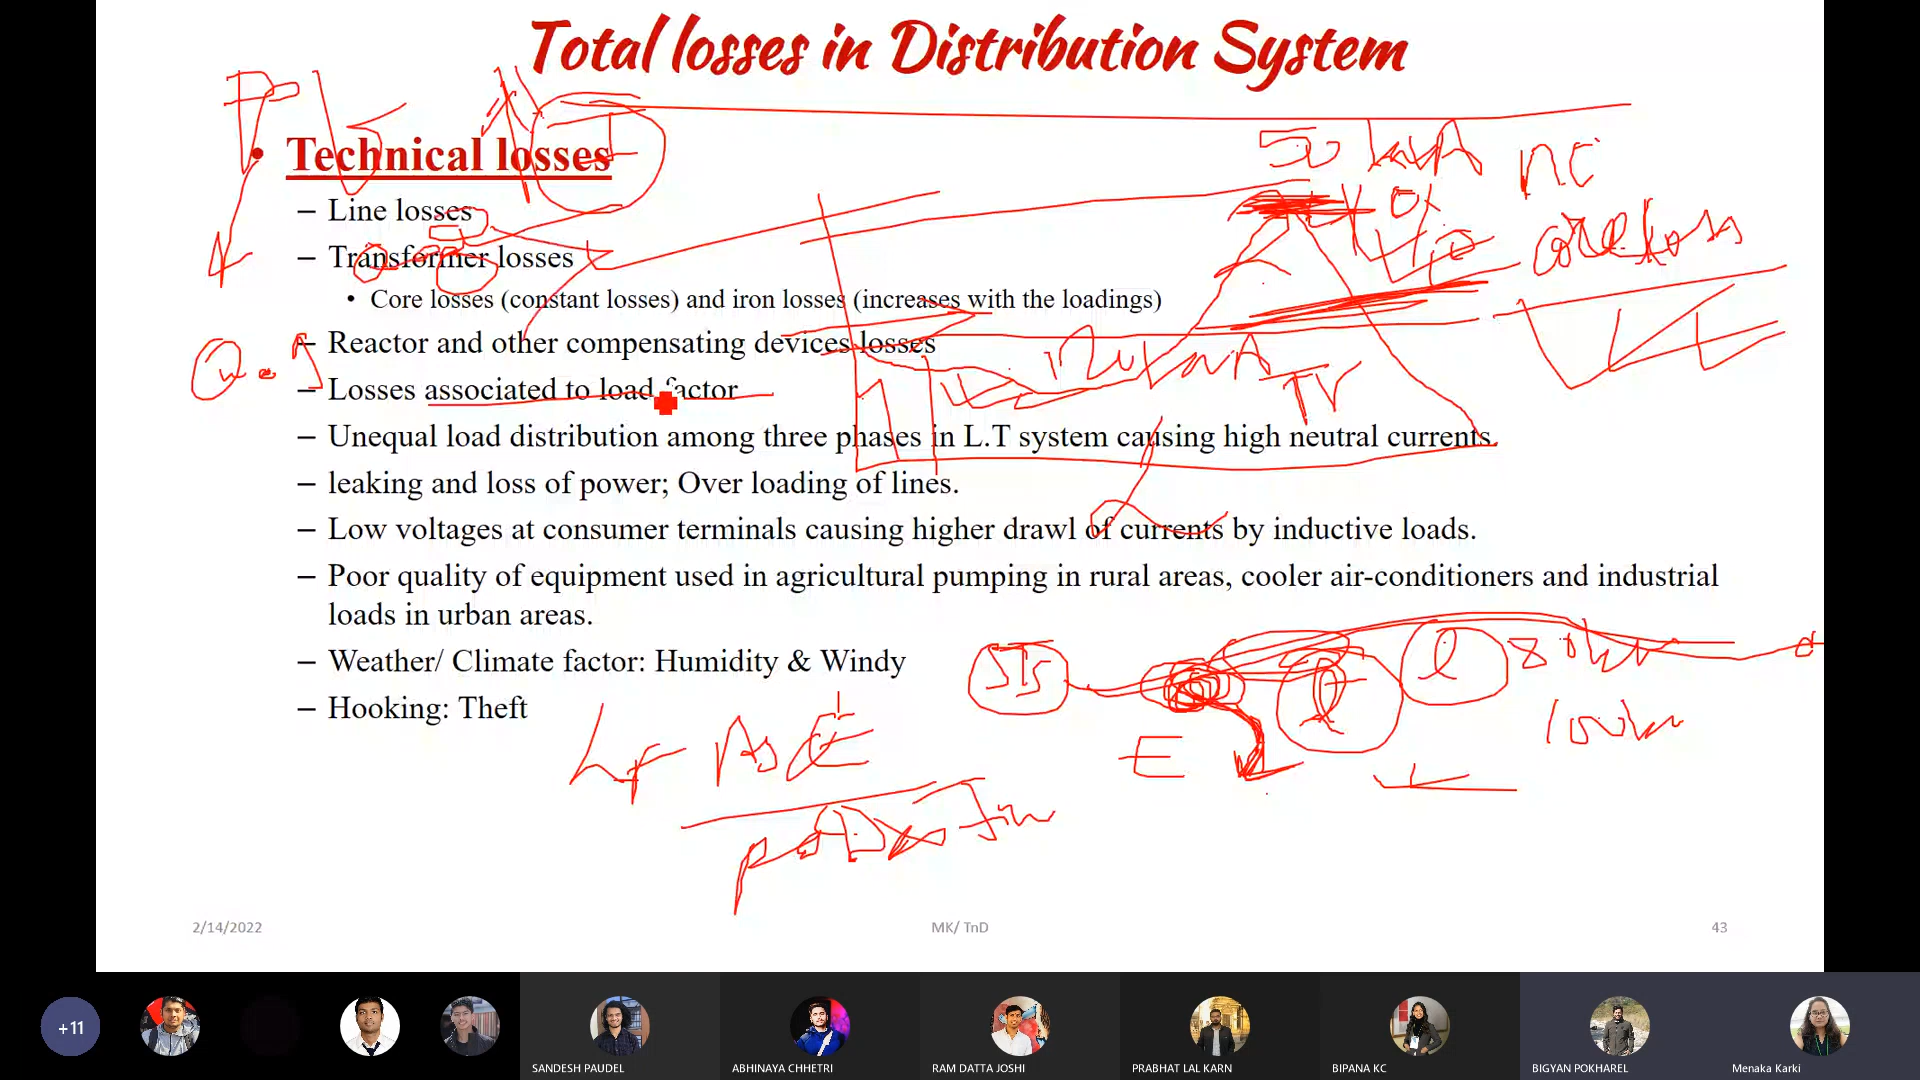 Total losses in Distribution System
• Technical losses
– Line losses
– Transformer losses
• Core losses (constant losses) and iron losses (increases with the loadings)
– Reactor and other compensating devices losses
– Losses associated to load factor
– Unequal load distribution among three phases in L.T system causing high neutral currents.
– leaking and loss of power; Over loading of lines.
– Low voltages at consumer terminals causing higher drawl of currents by inductive loads.
– Poor quality of equipment used in agricultural pumping in rural areas, cooler air-conditioners and industrial
loads in urban areas.
– Weather/ Climate factor: Humidity & Windy
– Hooking: Theft
50 kVA
core loss
TV
E
100km
2/14/2022
MK/ TnD
43
+11
SANDESH PAUDEL
ABHINAYA CHHETRI
RAM DATTA JOSHI
PRABHAT LAL KARN
BIPANA KC
BIGYAN POKHAREL
Menaka Karki